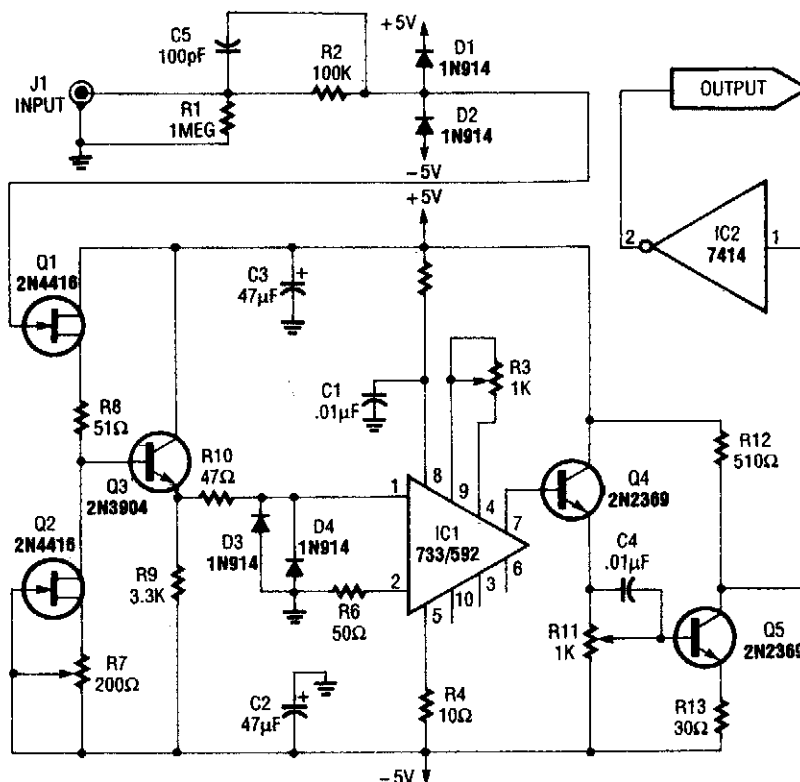 C5
100pF
+5V
R2
100K
D1
1N914
J1
INPUT
OUTPUT
R1
1MEG
D2
1N914
-5V
+5V
2
IC2
7414
1
Q1
2N4416
C3
47µF
+
R3
1K
C1
.01µF
R8
51Ω
R12
510Ω
R10
47Ω
8
9
4
7
Q4
2N2369
Q3
2N3904
1
Q2
2N4416
D3
1N914
D4
1N914
IC1
733/592
C4
.01µF
R9
3.3K
2
6
3
10
5
R6
50Ω
R11
1K
Q5
2N2369
R7
200Ω
C2
47µF
+
R4
10Ω
R13
30Ω
-5V